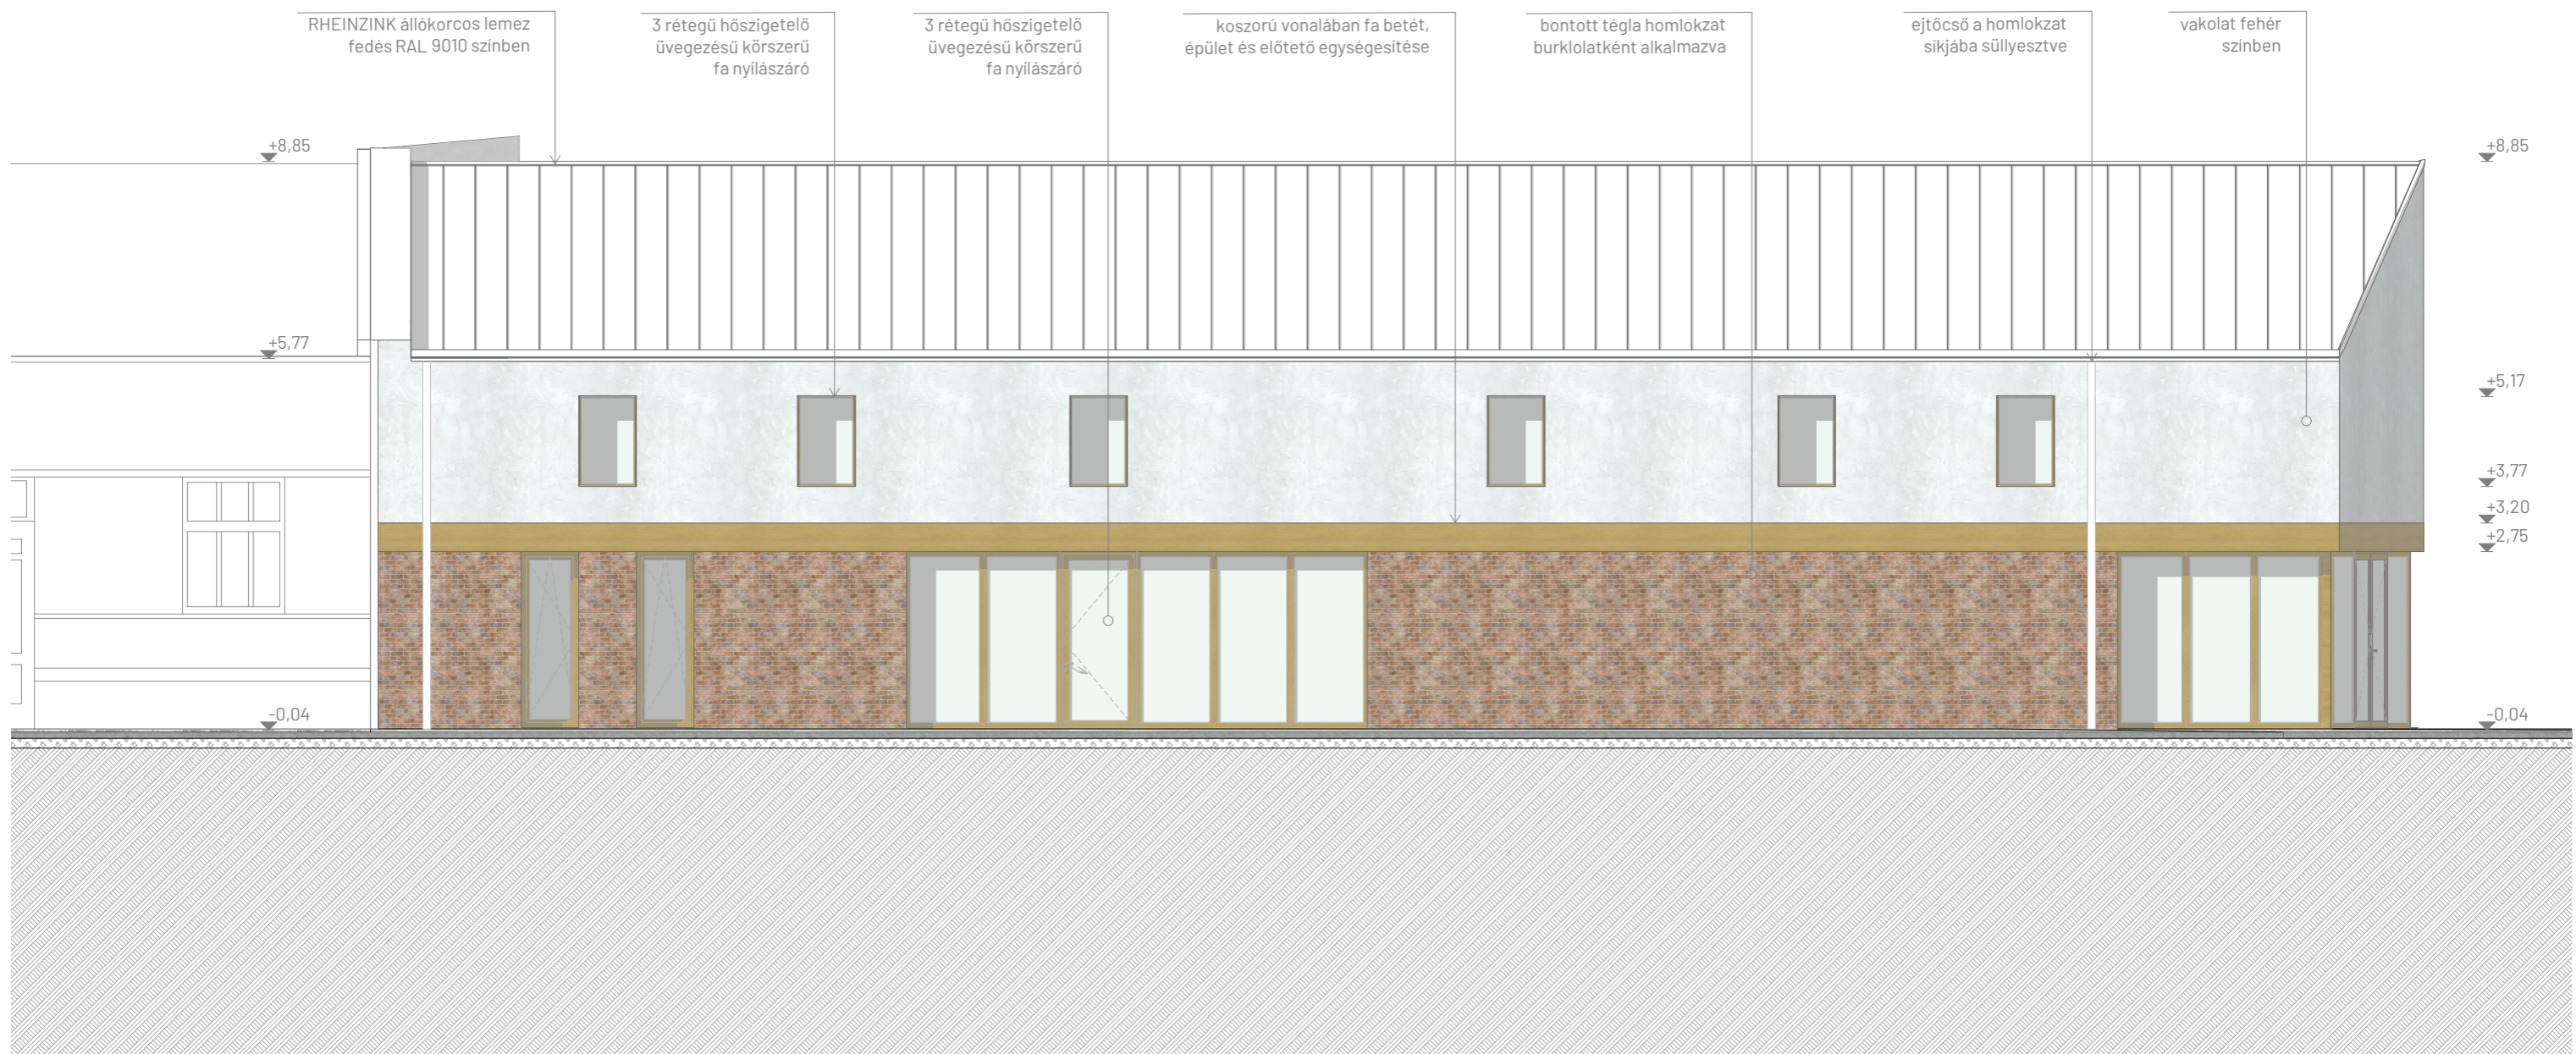 RHEINZINK állókorcos lemez
fedés RAL 9010 színben
3 rétegű hőszigetelő
üvegezésű körszerű
fa nyílászáró
3 rétegű hőszigetelő
üvegezésű körszerű
fa nyílászáró
koszorú vonalában fa betét,
épület és előtető egységesítése
bontott tégla homlokzat
burklolatként alkalmazva
ejtőcső a homlokzat
síkjába süllyesztve
vakolat fehér
színben
+8,85
+8,85
+5,77
+5,17
+3,77
+3,20
+2,75
-0,04
-0,04